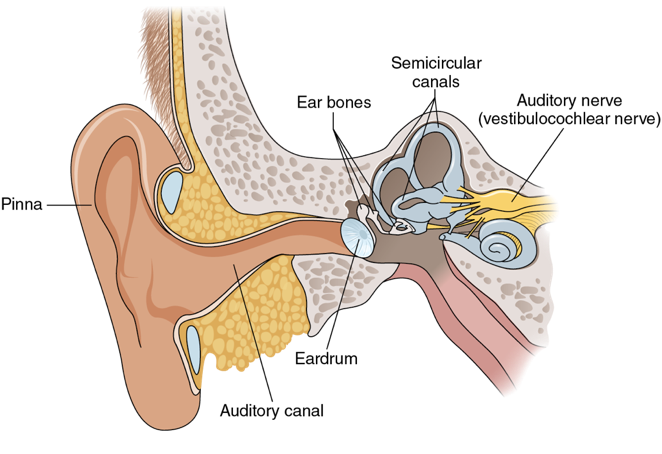 Semicircular
canals
Ear bones
Auditory nerve
(vestibulocochlear nerve)
Pinna
Eardrum
Auditory canal